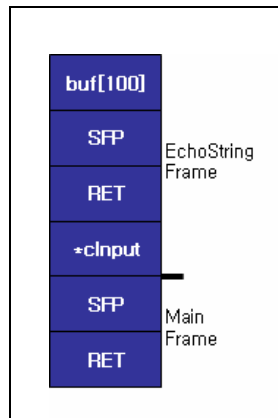 buf[100]
SFP
EchoString
Frame
RET
*cInput
SFP
Main
Frame
RET